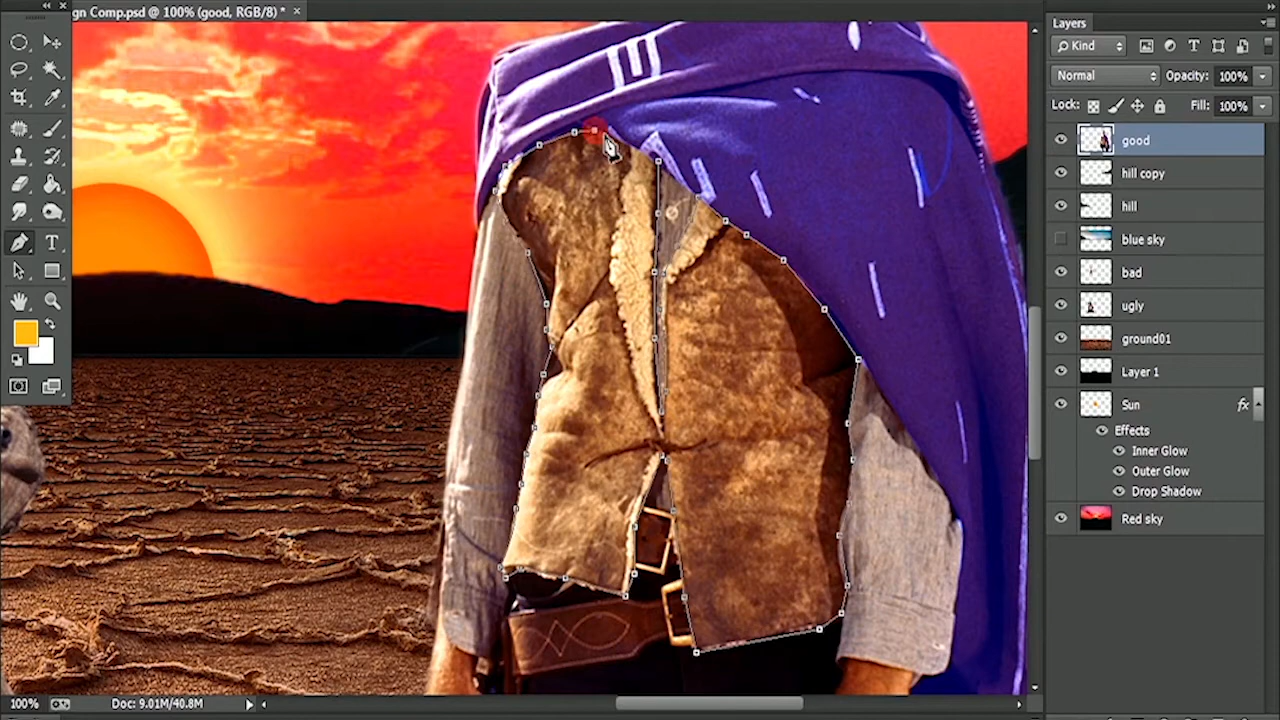 gn Comp.psd @ 100% (good, RGB/8) *
Layers
Kind
Normal
Opacity: 100%
Lock:
Fill: 100%
good
hill copy
hill
blue sky
bad
ugly
ground01
Layer 1
Sun fx
Effects
Inner Glow
Outer Glow
Drop Shadow
Red sky
100%
Doc: 9.01M/40.8M